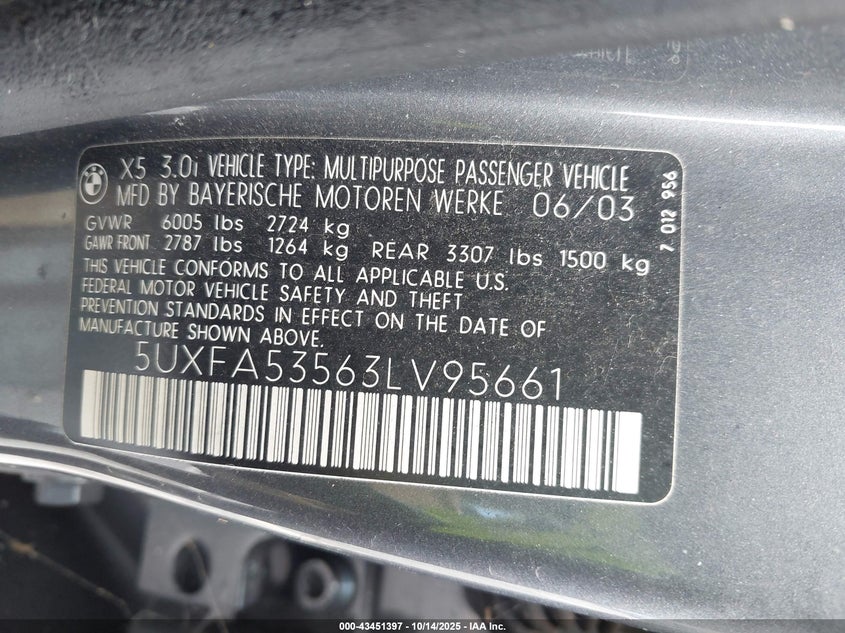 X5 3.0i VEHICLE TYPE: MULTIPURPOSE PASSENGER VEHICLE
MFD BY BAYERISCHE MOTOREN WERKE 06/03
GVWR 6005 lbs 2724 kg
GAWR FRONT 2787 lbs 1264 kg REAR 3307 lbs 1500 kg
THIS VEHICLE CONFORMS TO ALL APPLICABLE U.S.
FEDERAL MOTOR VEHICLE SAFETY AND THEFT
PREVENTION STANDARDS IN EFFECT ON THE DATE OF
MANUFACTURE SHOWN ABOVE.
5UXFA53563LV95661
7 012 956
000-43451397 - 10/14/2025 - IAA Inc.